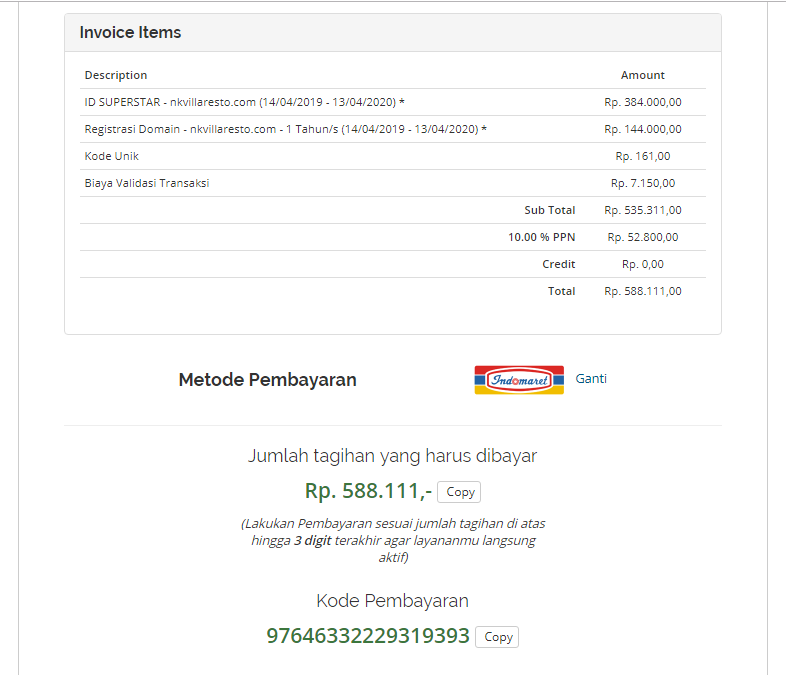 Invoice Items
Description Amount
ID SUPERSTAR - nkvillaresto.com (14/04/2019 - 13/04/2020) * Rp. 384.000,00
Registrasi Domain - nkvillaresto.com - 1 Tahun/s (14/04/2019 - 13/04/2020) * Rp. 144.000,00
Kode Unik Rp. 161,00
Biaya Validasi Transaksi Rp. 7.150,00
Sub Total Rp. 535.311,00
10.00 % PPN Rp. 52.800,00
Credit Rp. 0,00
Total Rp. 588.111,00
Metode Pembayaran Indomaret Ganti
Jumlah tagihan yang harus dibayar
Rp. 588.111,- Copy
(Lakukan Pembayaran sesuai jumlah tagihan di atas
hingga 3 digit terakhir agar layananmu langsung
aktif)
Kode Pembayaran
97646332229319393 Copy